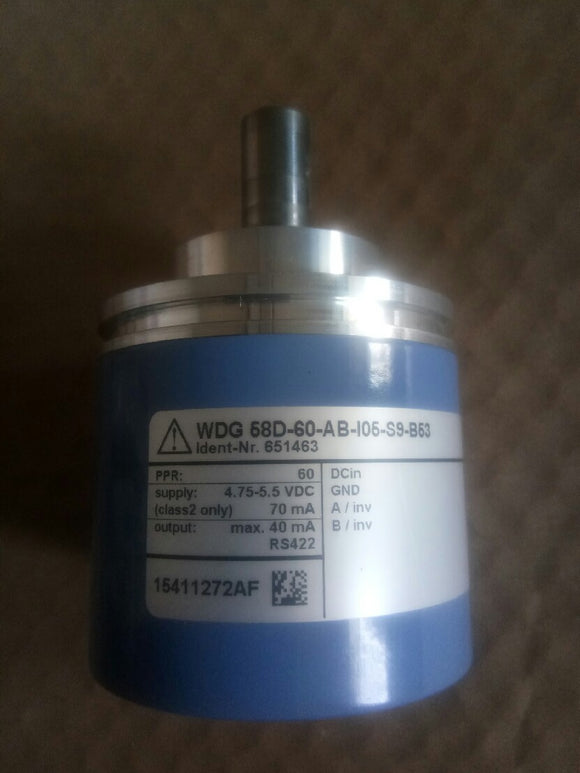 WDG 58D-60-AB-I05-S9-B53
Ident-Nr. 651463
PPR: 60
supply: 4.75-5.5 VDC
(class2 only) 70 mA
output: max. 40 mA
RS422
DCin
GND
A / inv
B / inv
15411272AF